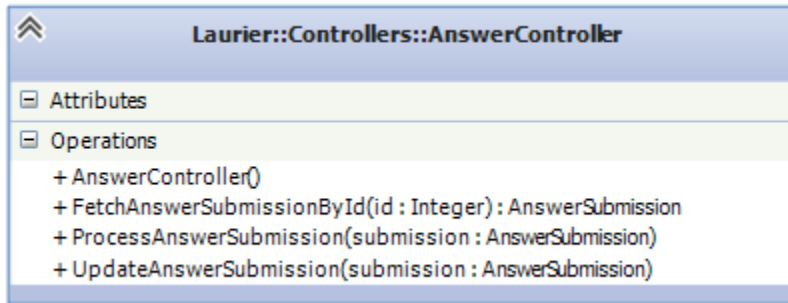 Laurier::Controllers::AnswerController
Attributes
Operations
+ AnswerController()
+ FetchAnswerSubmissionById(id : Integer) : AnswerSubmission
+ ProcessAnswerSubmission(submission : AnswerSubmission)
+ UpdateAnswerSubmission(submission : AnswerSubmission)